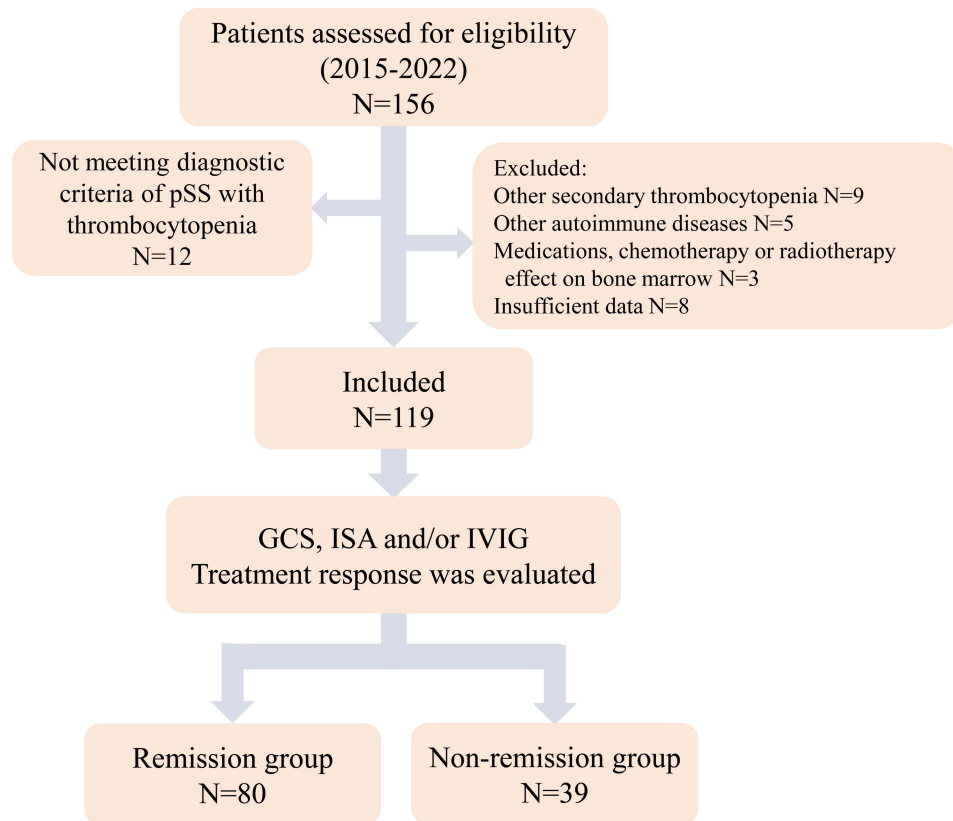 Patients assessed for eligibility
(2015-2022)
N=156
Not meeting diagnostic
criteria of pSS with
thrombocytopenia
N=12
Excluded:
Other secondary thrombocytopenia N=9
Other autoimmune diseases N=5
Medications, chemotherapy or radiotherapy
effect on bone marrow N=3
Insufficient data N=8
Included
N=119
GCS, ISA and/or IVIG
Treatment response was evaluated
Remission group
N=80
Non-remission group
N=39